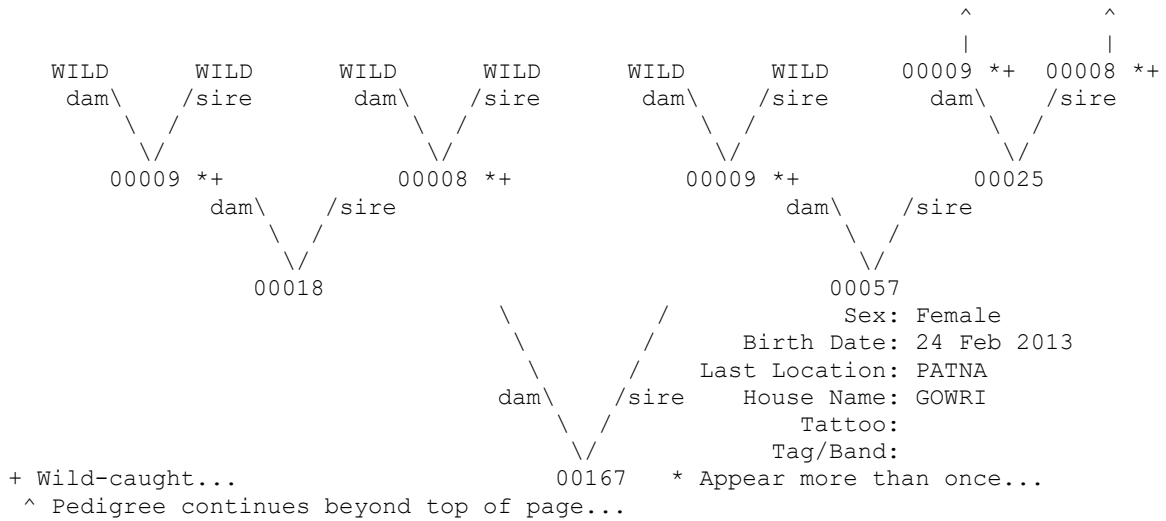 ^ ^
| |
WILD WILD WILD WILD WILD WILD 00009 *+ 00008 *+
dam\ /sire dam\ /sire dam\ /sire dam\ /sire
\ / \ / \ / \ /
\/ \/ \/ \/
00009 *+ 00008 *+ 00009 *+ 00025
dam\ /sire dam\ /sire
\ / \ /
\/ \/
00018 00057
\ / Sex: Female
\ / Birth Date: 24 Feb 2013
\ / Last Location: PATNA
dam\ /sire House Name: GOWRI
\ / Tattoo:
\/ Tag/Band:
+ Wild-caught... 00167 * Appear more than once...
^ Pedigree continues beyond top of page...